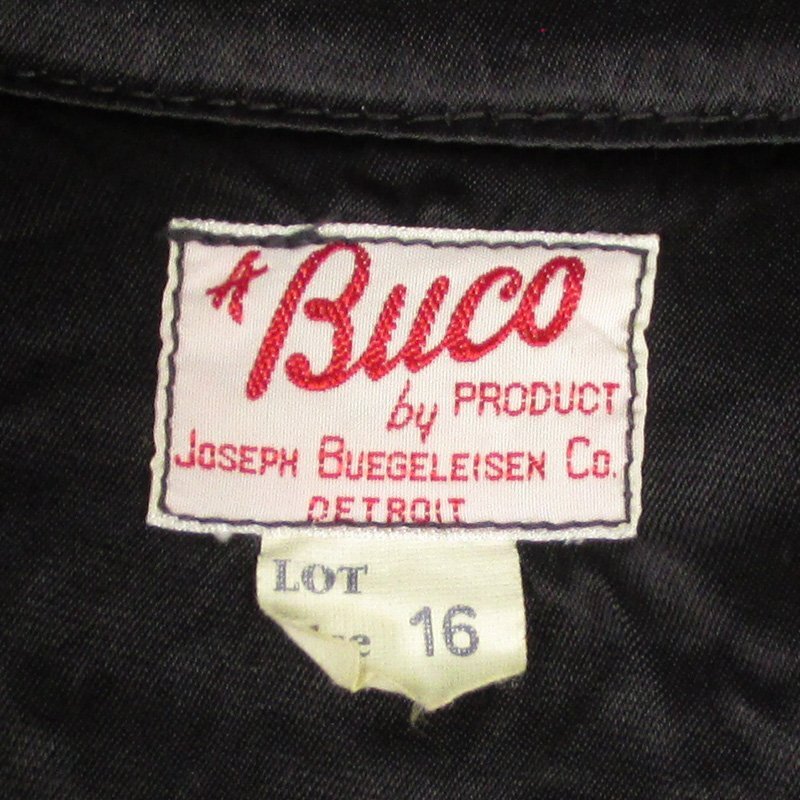 A Buco
by PRODUCT
JOSEPH BUEGELEISEN CO.
DETROIT
LOT
16